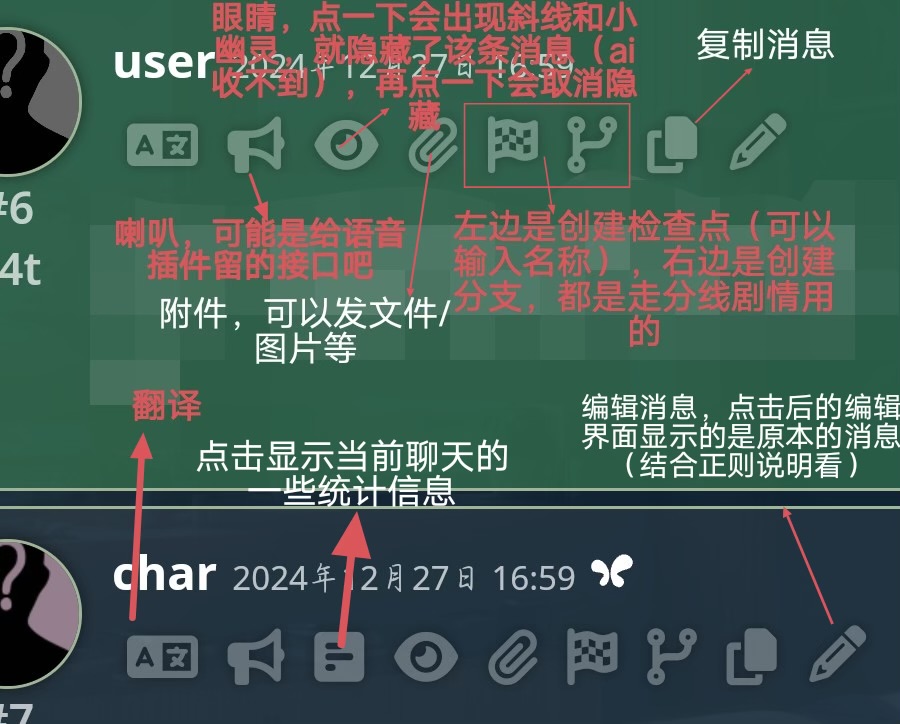 眼睛，点一下会出现斜线和小
幽灵，就隐藏了该条消息（ai
收不到），再点一下会取消隐
藏
复制消息
user 2024年12月27日 16:59
A 文
#6
4t
喇叭，可能是给语音
插件留的接口吧
左边是创建检查点（可以
输入名称），右边是创建
分支，都是走分线剧情用
的
附件，可以发文件/
图片等
翻译
编辑消息，点击后的编辑
界面显示的是原本的消息
（结合正则说明看）
点击显示当前聊天的
一些统计信息
char 2024年12月27日 16:59
A 文
#7